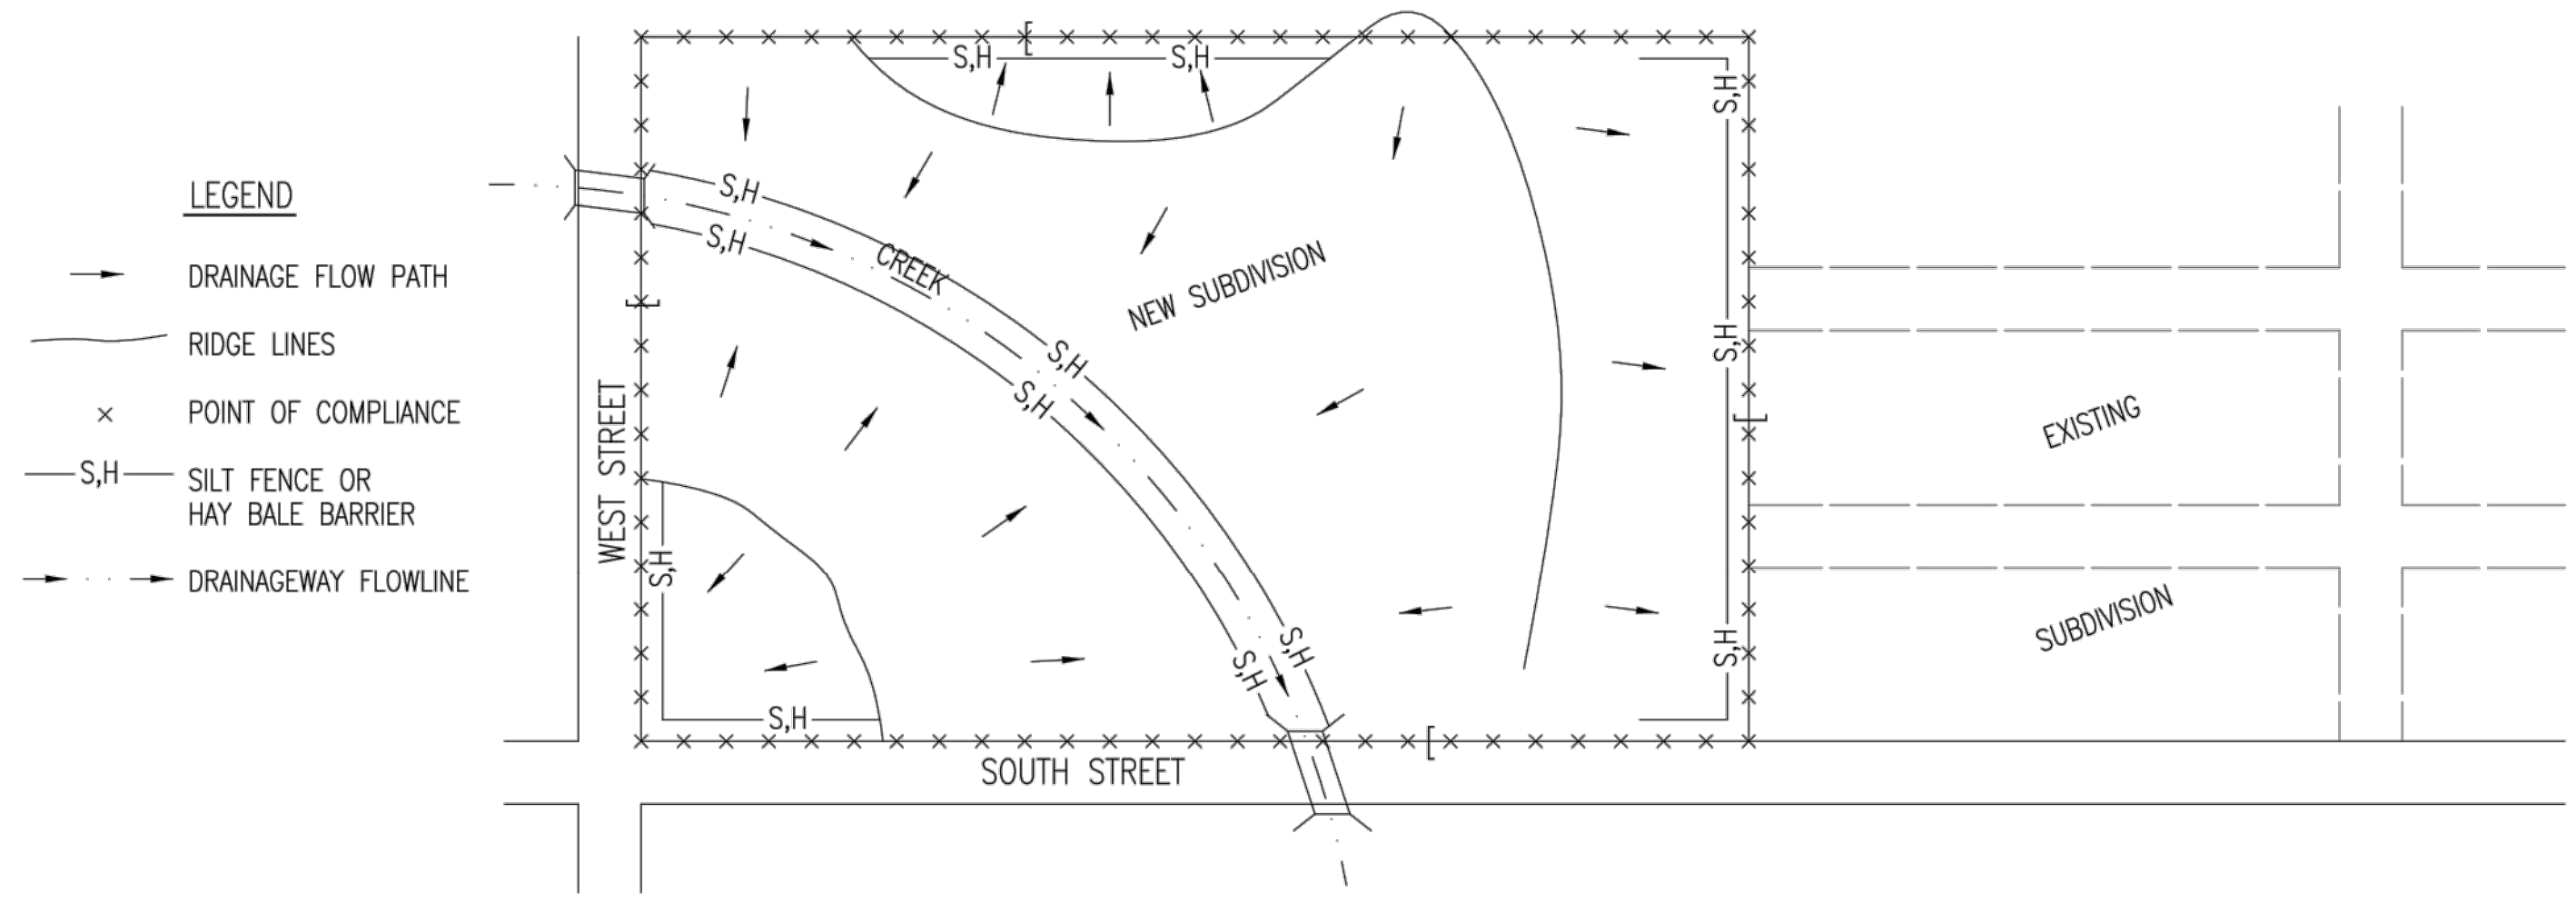 LEGEND
DRAINAGE FLOW PATH
RIDGE LINES
POINT OF COMPLIANCE
S,H
SILT FENCE OR
HAY BALE BARRIER
DRAINAGEWAY FLOWLINE
S,H
S,H
S,H
S,H
S,H
CREEK
NEW SUBDIVISION
S,H
S,H
S,H
WEST STREET
EXISTING
S,H
SUBDIVISION
S,H
S,H
S,H
S,H
SOUTH STREET